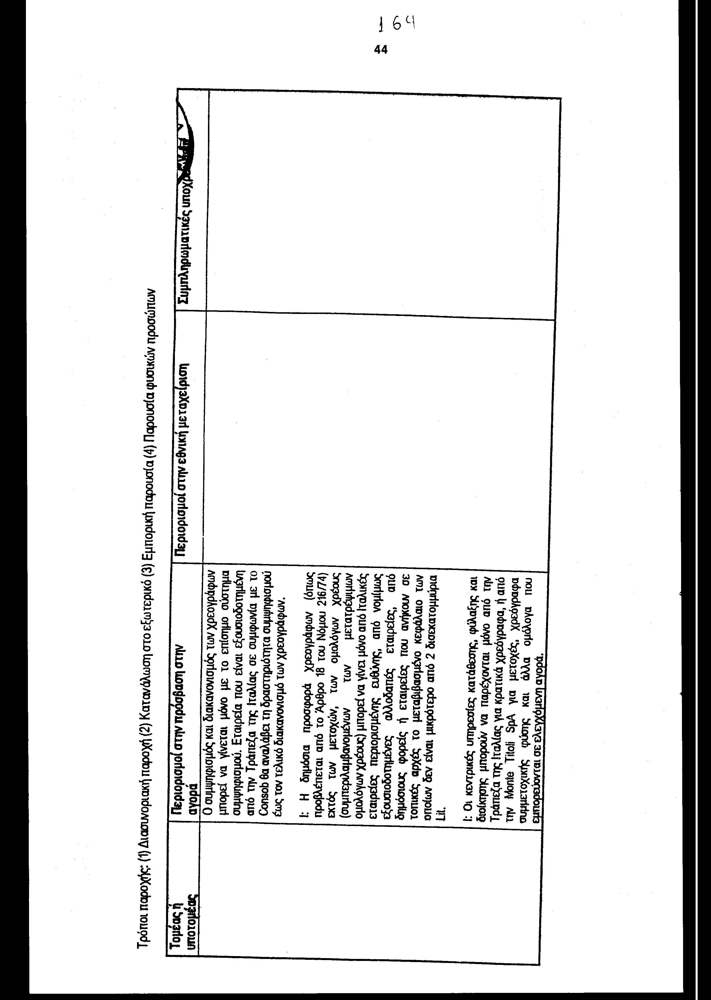 164
44
Τρόποι παροχής: (1) Διασυνοριακή παροχή (2) Κατανάλωση στο εξωτερικό (3) Εμπορική παρουσία (4) Παρουσία φυσικών προσώπων
Τομέας ή
υποτομέας
Περιορισμοί στην πρόσβαση στην
αγορά
Περιορισμοί στην εθνική μεταχείριση
Συμπληρωματικές
Ο συμψηφισμός και διακανονισμός των χρεογράφων
μπορεί να γίνεται μόνο με το επίσημο σύστημα
συμψηφισμού. Εταιρεία που είναι εξουσιοδοτημένη
από την Τράπεζα της Ιταλίας σε συμφωνία με το
Consob θα αναλάβει τη δραστηριότητα συμψηφισμού
έως τον τελικό διακανονισμό των χρεογράφων.
I: Η δημόσια προσφορά χρεογράφων (όπως
προβλέπεται από το Άρθρο 18 του Νόμου 216/74)
εκτός των μετοχών, των ομολόγων χρέους
(συμπεριλαμβανομένων των μετατρέψιμων
ομολόγων χρέους) μπορεί να γίνει μόνο από Ιταλικές
εταιρείες περιορισμένης ευθύνης, από νομίμως
εξουσιοδοτημένες αλλοδαπές εταιρείες, από
δημόσιους φορείς ή εταιρείες που ανήκουν σε
τοπικές αρχές το μεταβιβασμένο κεφάλαιο των
οποίων δεν είναι μικρότερο από 2 δισεκατομμύρια
Lit.
I: Οι κεντρικές υπηρεσίες κατάθεσης, φύλαξης και
διοίκησης μπορούν να παρέχονται μόνο από την
Τράπεζα της Ιταλίας για κρατικά χρεόγραφα, ή από
την Monte Titoli SpA για μετοχές, χρεόγραφα
συμμετοχικής φύσης και άλλα ομόλογα που
εμπορεύονται σε ελεγχόμενη αγορά.